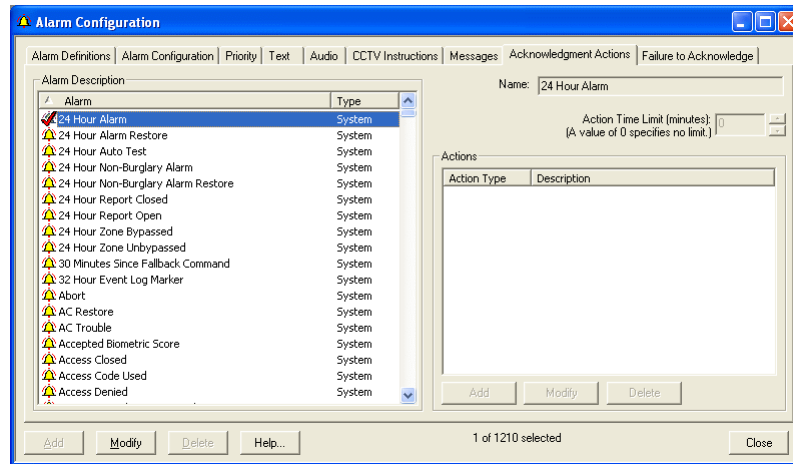 Alarm Configuration
Alarm Definitions Alarm Configuration Priority Text Audio CCTV Instructions Messages Acknowledgment Actions Failure to Acknowledge
Alarm Description
Alarm Type
24 Hour Alarm System
24 Hour Alarm Restore System
24 Hour Auto Test System
24 Hour Non-Burglary Alarm System
24 Hour Non-Burglary Alarm Restore System
24 Hour Report Closed System
24 Hour Report Open System
24 Hour Zone Bypassed System
24 Hour Zone Unbypassed System
30 Minutes Since Fallback Command System
32 Hour Event Log Marker System
Abort System
AC Restore System
AC Trouble System
Accepted Biometric Score System
Access Closed System
Access Code Used System
Access Denied System
Name: 24 Hour Alarm
Action Time Limit (minutes): 0
(A value of 0 specifies no limit.)
Actions
Action Type Description
Add Modify Delete
Add Modify Delete Help... 1 of 1210 selected Close